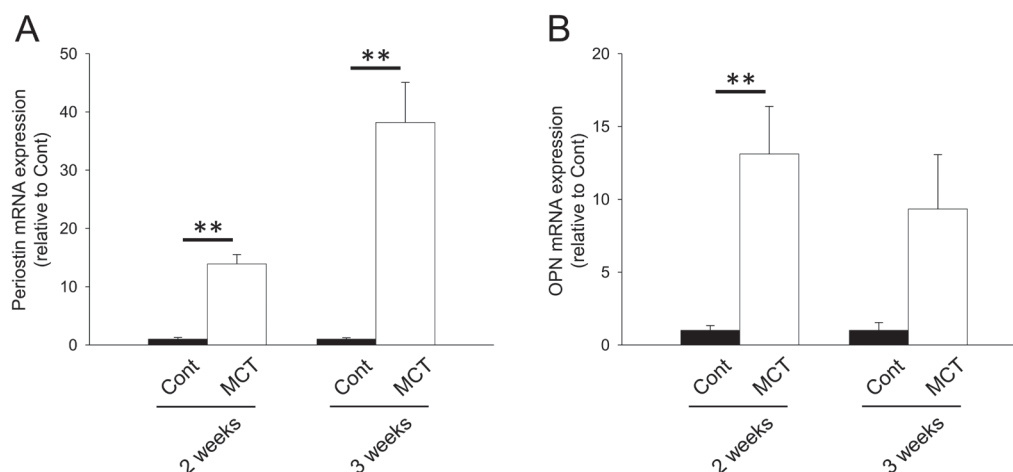 A
Periostin mRNA expression
(relative to Cont)
50
40
30
20
10
0
**
**
Cont
MCT
Cont
MCT
2 weeks
3 weeks
B
OPN mRNA expression
(relative to Cont)
20
15
10
5
0
**
Cont
MCT
Cont
MCT
2 weeks
3 weeks